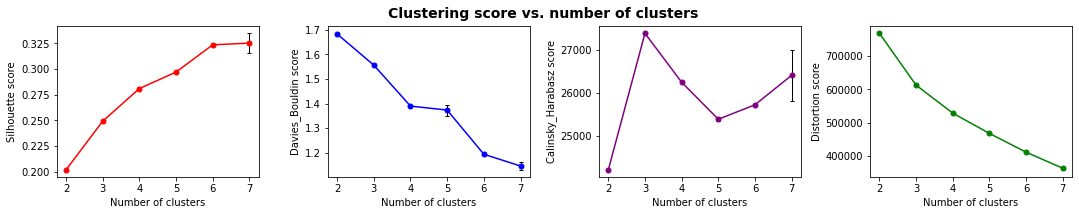 Clustering score vs. number of clusters
Silhouette score
0.325
0.300
0.275
0.250
0.225
0.200
2 3 4 5 6 7
Number of clusters
Davies_Bouldin score
1.7
1.6
1.5
1.4
1.3
1.2
2 3 4 5 6 7
Number of clusters
Calinsky_Harabasz score
27000
26000
25000
2 3 4 5 6 7
Number of clusters
Distortion score
700000
600000
500000
400000
2 3 4 5 6 7
Number of clusters